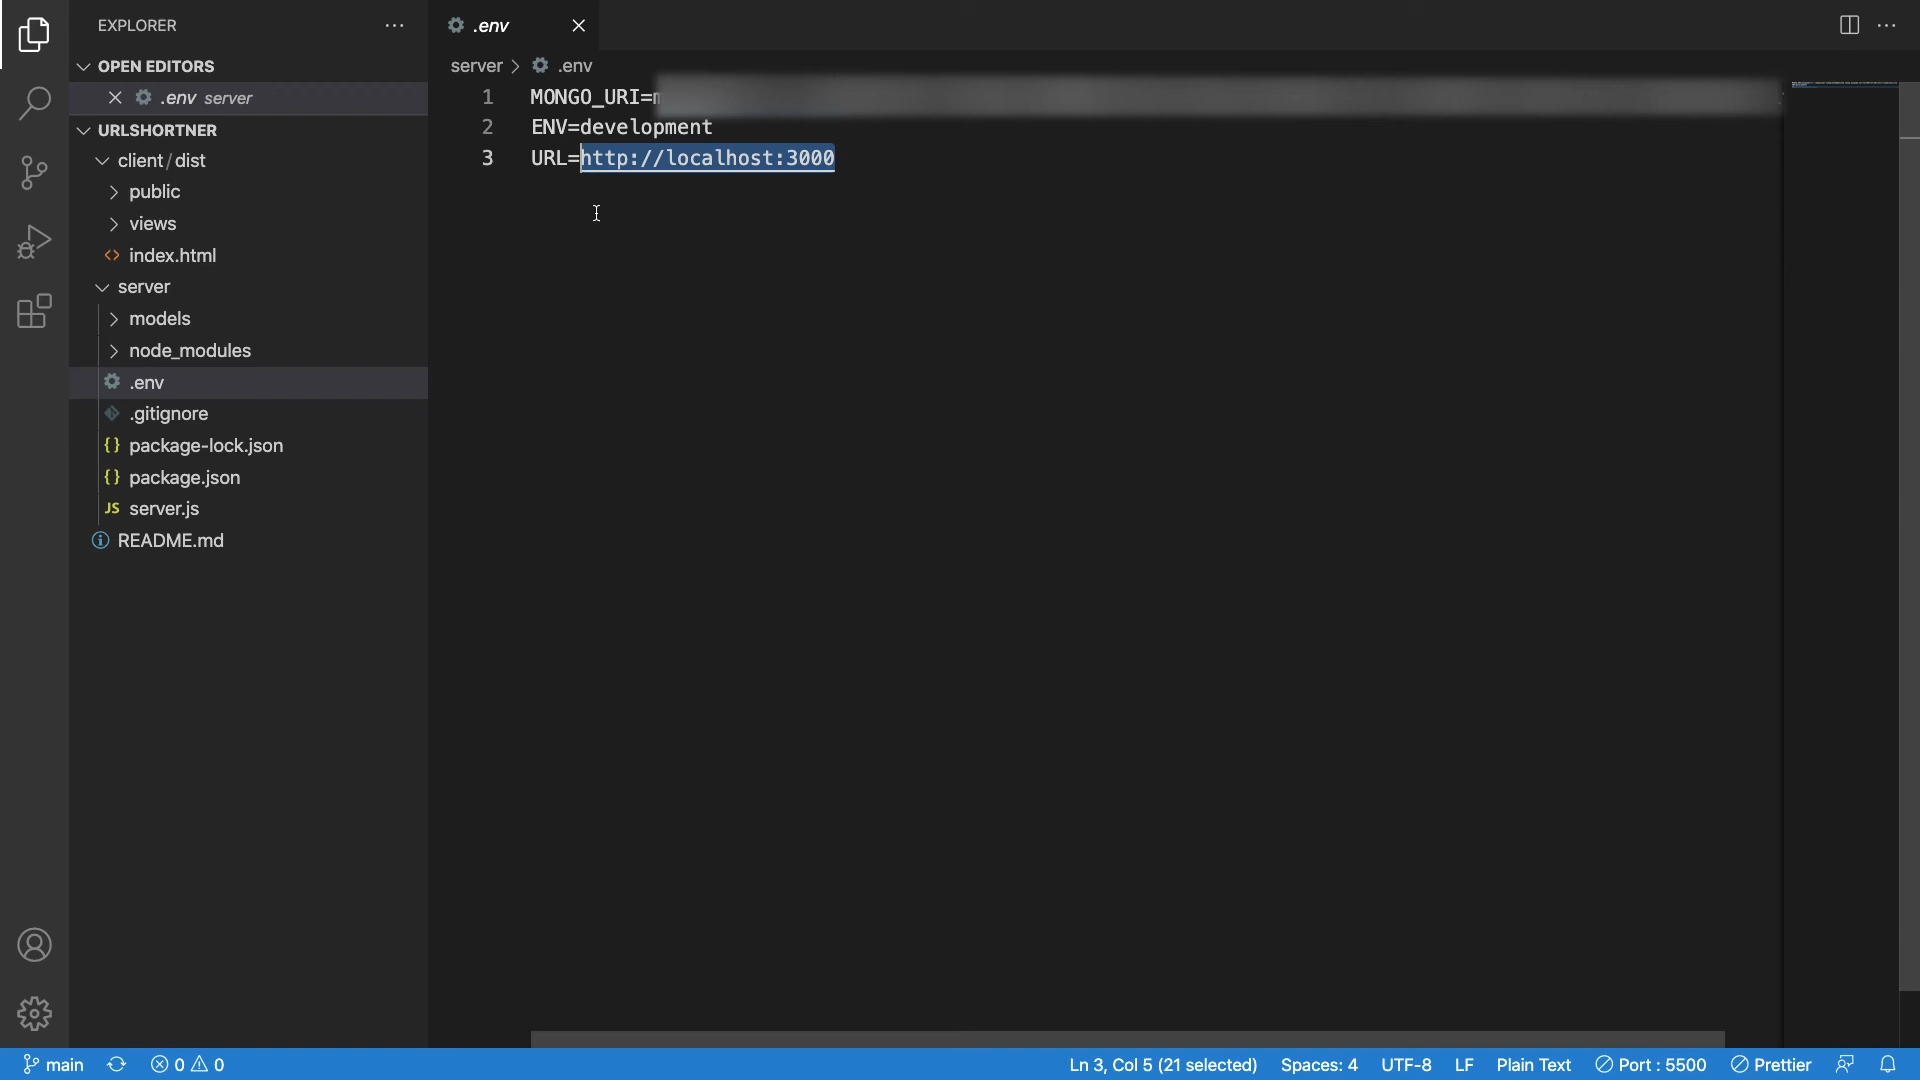 EXPLORER
OPEN EDITORS
.env server
URLSHORTNER
client/dist
public
views
index.html
server
models
node_modules
.env
.gitignore
package-lock.json
package.json
JS server.js
README.md
.env
server > .env
1 MONGO_URI=
2 ENV=development
3 URL=http://localhost:3000
main 0 0 Ln 3, Col 5 (21 selected) Spaces: 4 UTF-8 LF Plain Text Port : 5500 Prettier